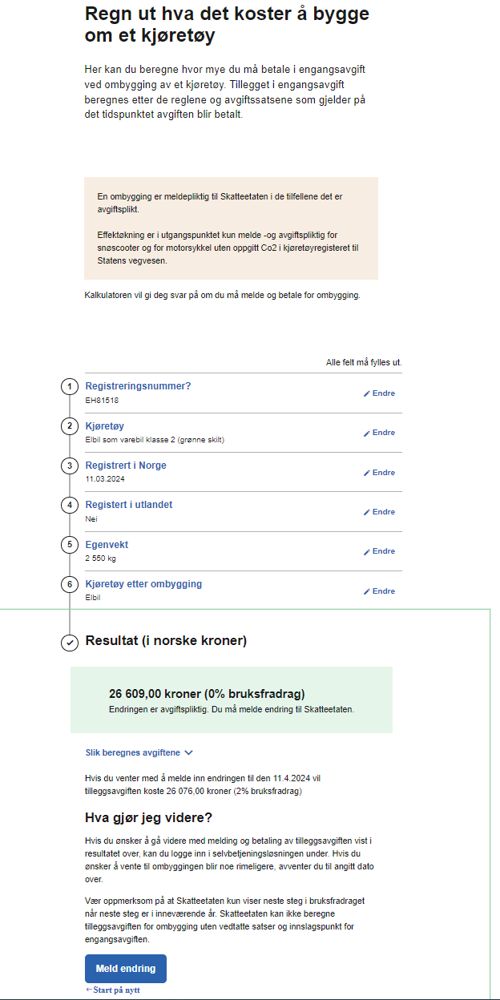 Regn ut hva det koster å bygge
om et kjøretøy
Her kan du beregne hvor mye du må betale i engangsavgift
ved ombygging av et kjøretøy. Tillegget i engangsavgift
beregnes etter de reglene og avgiftssatsene som gjelder på
det tidspunktet avgiften blir betalt.
En ombygging er meldepliktig til Skatteetaten i de tilfellene det er
avgiftsplikt.
Effektøkning er i utgangspunktet kun melde -og avgiftspliktig for
snøscooter og for motorsykkel uten oppgitt Co2 i kjøretøyregisteret til
Statens vegvesen.
Kalkulatoren vil gi deg svar på om du må melde og betale for ombygging.
Alle felt må fylles ut.
1 Registreringsnummer?
EH81518
Endre
2 Kjøretøy
Elbil som varebil klasse 2 (grønne skilt)
Endre
3 Registrert i Norge
11.03.2024
Endre
4 Registert i utlandet
Nei
Endre
5 Egenvekt
2 550 kg
Endre
6 Kjøretøy etter ombygging
Elbil
Endre
Resultat (i norske kroner)
26 609,00 kroner (0% bruksfradrag)
Endringen er avgiftspliktig. Du må melde endring til Skatteetaten.
Slik beregnes avgiftene
Hvis du venter med å melde inn endringen til den 11.4.2024 vil
tilleggsavgiften koste 26 076,00 kroner (2% bruksfradrag)
Hva gjør jeg videre?
Hvis du ønsker å gå videre med melding og betaling av tilleggsavgiften vist i
resultatet over, kan du logge inn i selvbetjeningsløsningen under. Hvis du
ønsker å vente til ombyggingen blir noe rimeligere, avventer du til angitt dato
over.
Vær oppmerksom på at Skatteetaten kun viser neste steg i bruksfradraget
når neste steg er i inneværende år. Skatteetaten kan ikke beregne
tilleggsavgiften for ombygging uten vedtatte satser og innslagspunkt for
engangsavgiften.
Meld endring
←Start på nytt